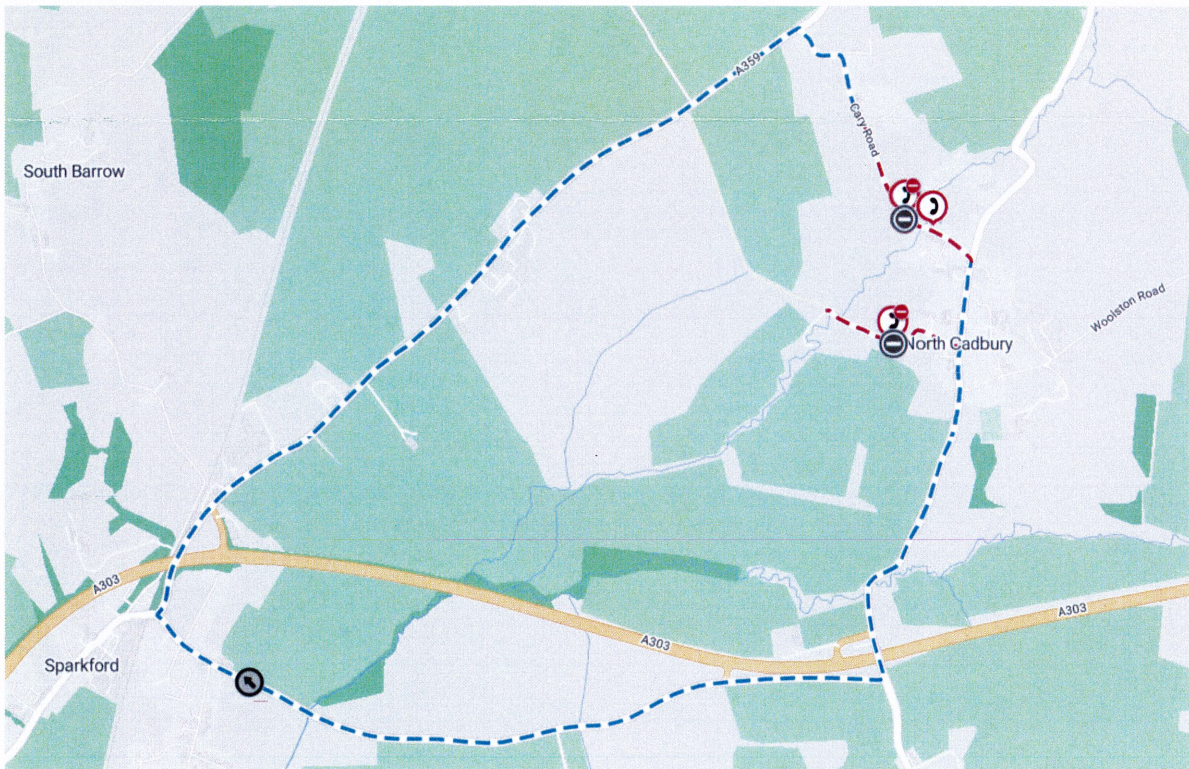 A359
Cary Road
South Barrow
Woolston Road
North Cadbury
A303
A303
A303
Sparkford